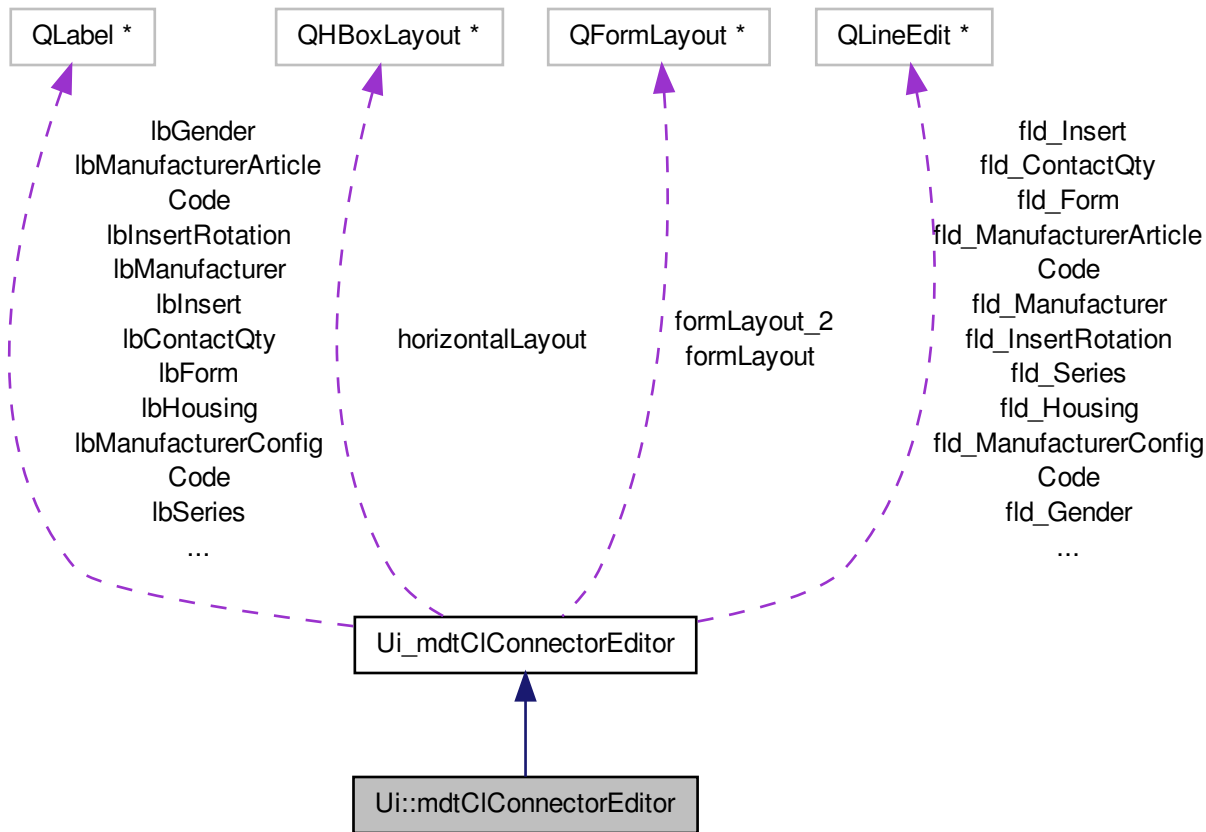 QLabel *
QHBoxLayout *
QFormLayout *
QLineEdit *
lbGender
lbManufacturerArticle
Code
lbInsertRotation
lbManufacturer
lbInsert
lbContactQty
lbForm
lbHousing
lbManufacturerConfig
Code
lbSeries
...
horizontalLayout
formLayout_2
formLayout
fld_Insert
fld_ContactQty
fld_Form
fld_ManufacturerArticle
Code
fld_Manufacturer
fld_InsertRotation
fld_Series
fld_Housing
fld_ManufacturerConfig
Code
fld_Gender
...
Ui_mdtClConnectorEditor
Ui::mdtClConnectorEditor